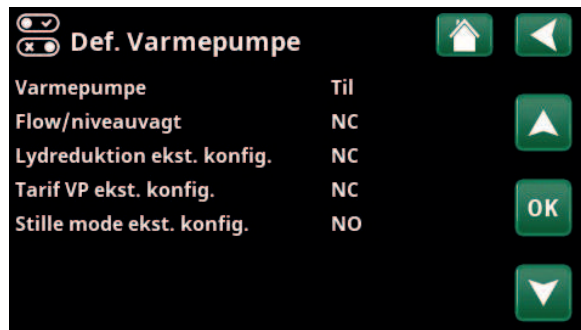 Def. Varmepumpe
Varmepumpe Til
Flow/niveauvagt NC
Lydreduktion ekst. konfig. NC
Tarif VP ekst. konfig. NC
Stille mode ekst. konfig. NO
OK